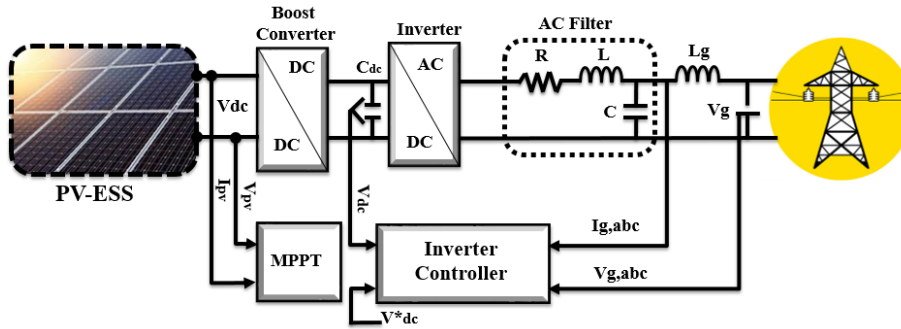 Boost
Converter
Inverter
AC Filter
R
L
Lg
DC
Cdc
AC
Vdc
C
Vg
DC
DC
PV-ESS
Ipv
Vpv
Vdc
MPPT
Inverter
Controller
Ig,abc
Vg,abc
V*dc